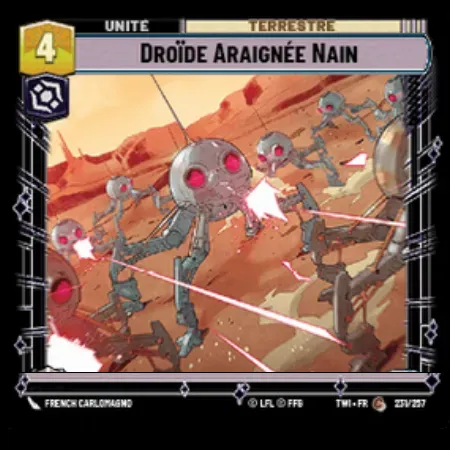 UNITÉ TERRESTRE
4 DROÏDE ARAIGNÉE NAIN
FRENCH CARLOMAGNO © LFL Ⓟ FFG TWI • FR 231/257